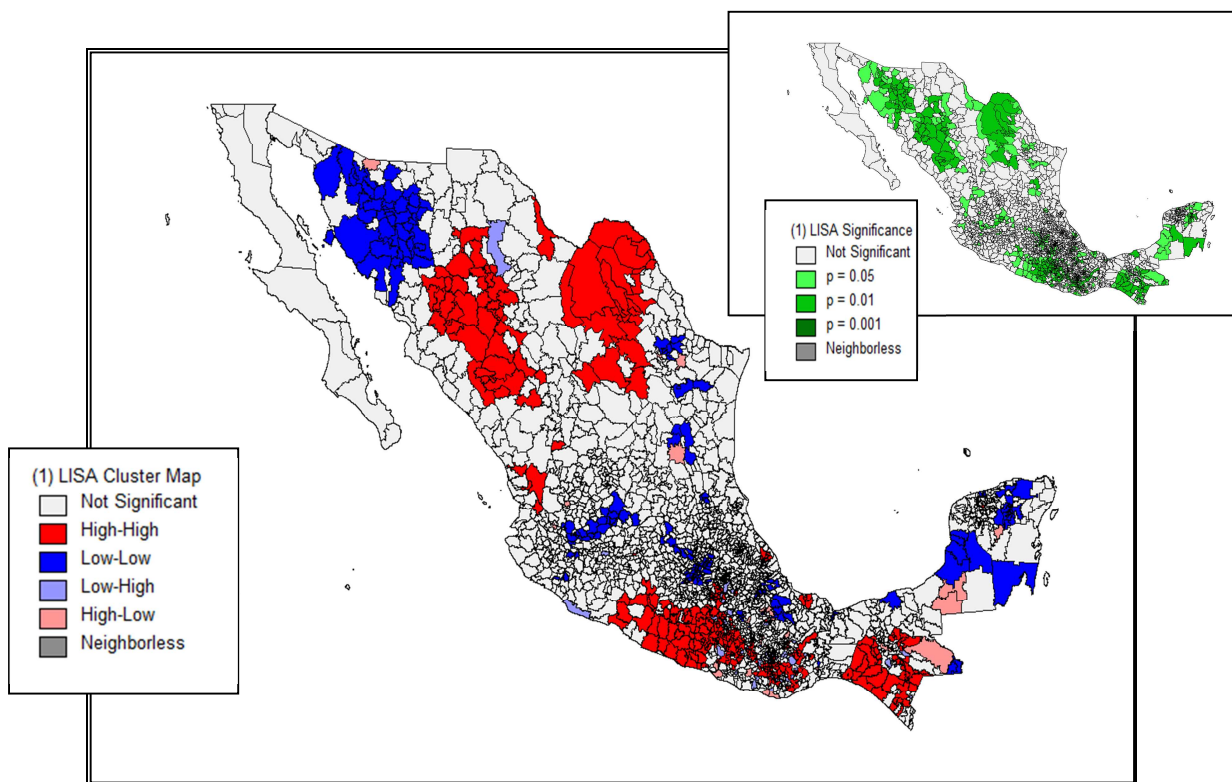 (1) LISA Significance
Not Significant
p = 0.05
p = 0.01
p = 0.001
Neighborless
(1) LISA Cluster Map
Not Significant
High-High
Low-Low
Low-High
High-Low
Neighborless